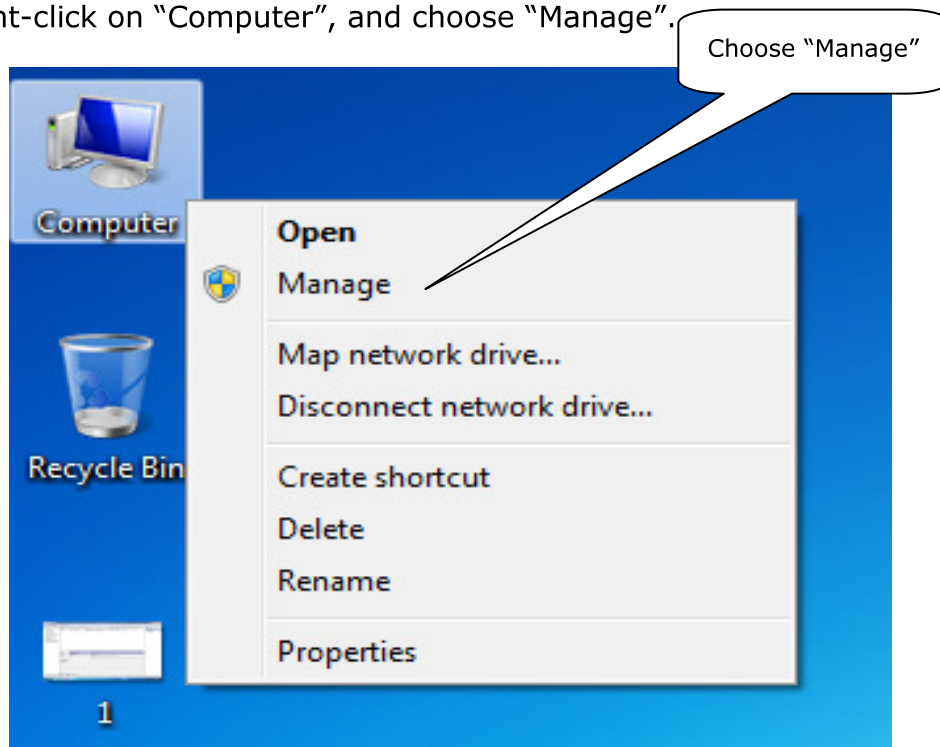 nt-click on “Computer”, and choose “Manage”.
Choose “Manage”
Computer
Open
Manage
Map network drive...
Disconnect network drive...
Recycle Bin
Create shortcut
Delete
Rename
Properties
1